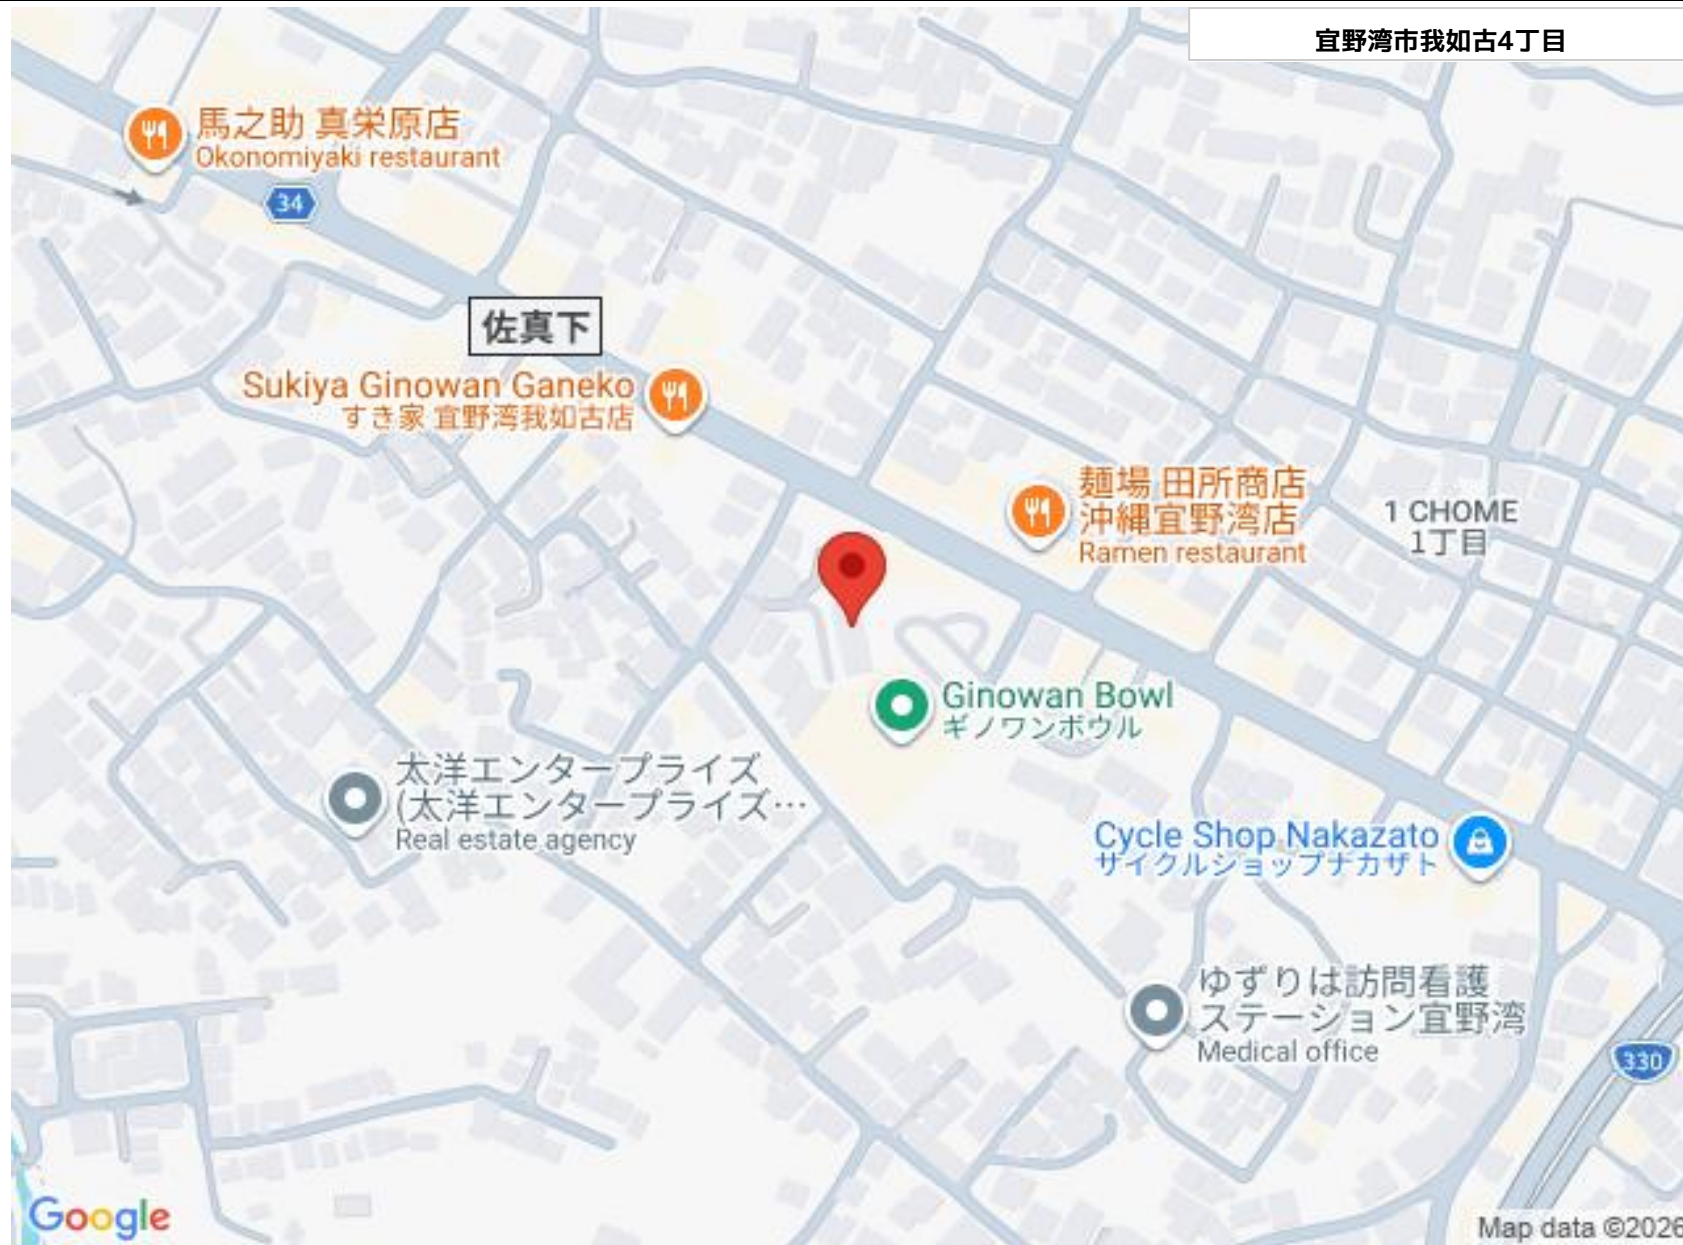 宜野湾市我如古4丁目
馬之助 真栄原店
Okonomiyaki restaurant
34
佐真下
Sukiya Ginowan Ganeko
すき家 宜野湾我如古店
麺場 田所商店
沖縄宜野湾店
Ramen restaurant
1 CHOME
1丁目
Ginowan Bowl
ギノワンボウル
太洋エンタープライズ
(太洋エンタープライズ…
Real estate agency
Cycle Shop Nakazato
サイクルショップナカザト
ゆずりは訪問看護
ステーション宜野湾
Medical office
330
Google
Map data ©2026